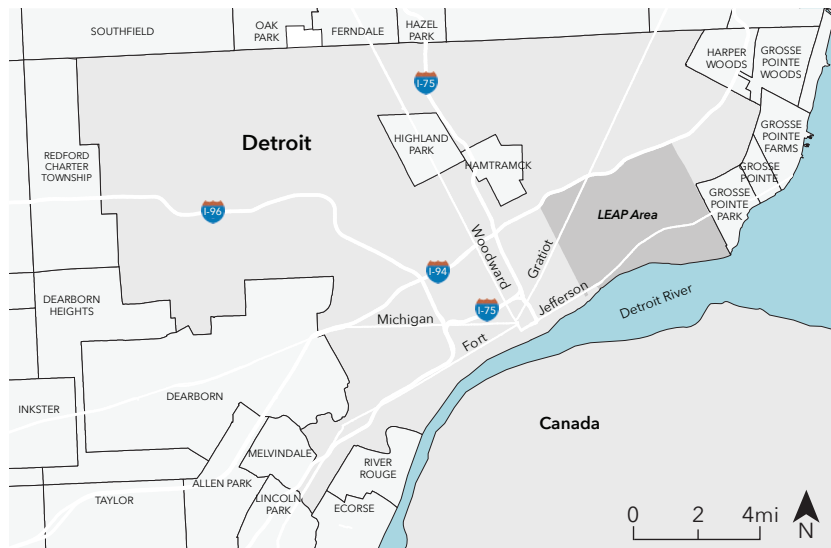 SOUTHFIELD
OAK
PARK
FERNDALE
HAZEL
PARK
HARPER
WOODS
GROSSE
POINTE
WOODS
I-75
Detroit
HIGHLAND
PARK
HAMTRAMCK
GROSSE
POINTE
FARMS
REDFORD
CHARTER
TOWNSHIP
GROSSE
POINTE
GROSSE
POINTE
PARK
I-96
LEAP Area
Woodward
Gratiot
I-94
DEARBORN
HEIGHTS
I-75
Jefferson
Detroit River
Michigan
Fort
INKSTER
DEARBORN
Canada
MELVINDALE
RIVER
ROUGE
ALLEN PARK
TAYLOR
LINCOLN
PARK
ECORSE
0 2 4mi
N